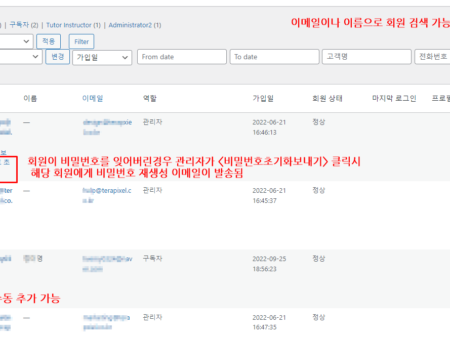 이메일이나 이름으로 회원 검색 가능
) | 구독자 (2) | Tutor Instructor (1) | Administrator2 (1)
적용 Filter
변경 가입일 From date To date 고객명 전화번호
이름 이메일 역할 가입일 회원 상태 마지막 로그인 프로필
— 관리자 2022-06-21 정상
16:46:13
회원이 비밀번호를 잊어버린경우 관리자가 <비밀번호초기화보내기> 클릭시
해당 회원에게 비밀번호 재생성 이메일이 발송됨
— help@terapixel.c 관리자 2022-06-21 정상
o.kr 16:45:37
구독자 2022-09-25 정상
18:56:23
동 추가 가능
— 관리자 2022-06-21 정상
16:47:35